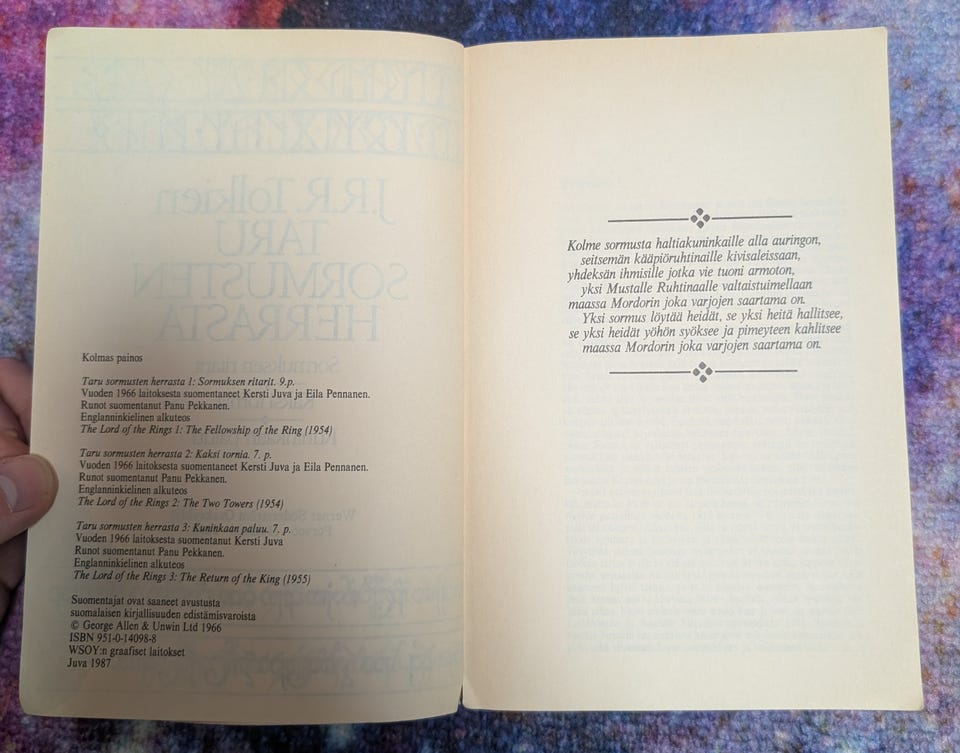 Kolmas painos
Taru sormusten herrasta 1: Sormuksen ritarit. 9.p.
Vuoden 1966 laitoksesta suomentaneet Kersti Juva ja Eila Pennanen.
Runot suomentanut Panu Pekkanen.
Englanninkielinen alkuteos
The Lord of the Rings 1: The Fellowship of the Ring (1954)
Taru sormusten herrasta 2: Kaksi tornia. 7. p.
Vuoden 1966 laitoksesta suomentaneet Kersti Juva ja Eila Pennanen.
Runot suomentanut Panu Pekkanen.
Englanninkielinen alkuteos
The Lord of the Rings 2: The Two Towers (1954)
Taru sormusten herrasta 3: Kuninkaan paluu. 7. p.
Vuoden 1966 laitoksesta suomentanut Kersti Juva
Runot suomentanut Panu Pekkanen.
Englanninkielinen alkuteos
The Lord of the Rings 3: The Return of the King (1955)
Suomentajat ovat saaneet avustusta
suomalaisen kirjallisuuden edistämisvaroista
© George Allen & Unwin Ltd 1966
ISBN 951-0-14098-8
WSOY:n graafiset laitokset
Juva 1987
Kolme sormusta haltiakuninkaille alla auringon,
seitsemän kääpiöruhtinaille kivisaleissaan,
yhdeksän ihmisille jotka vie tuoni armoton,
yksi Mustalle Ruhtinaalle valtaistuimellaan
maassa Mordorin joka varjojen saartama on.
Yksi sormus löytää heidät, se yksi heitä hallitsee,
se yksi heidät yöhön syöksee ja pimeyteen kahlitsee
maassa Mordorin joka varjojen saartama on.
J.R.R. Tolkien
TARU
SORMUSTEN
HERRASTA
Sormuksen ritarit